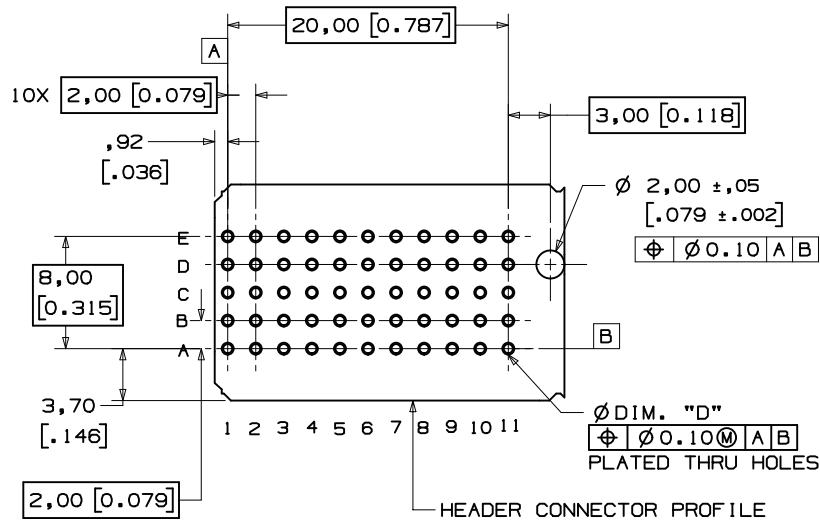 20,00 [0.787]
A
10X 2,00 [0.079]
3,00 [0.118]
,92
[.036]
Ø 2,00 ±,05
[.079 ±.002]
⌖ Ø0.10 A B
E
D
C
B
A
8,00
[0.315]
B
3,70
[.146]
1 2 3 4 5 6 7 8 9 10 11
Ø DIM. "D"
⌖ Ø0.10Ⓜ A B
PLATED THRU HOLES
2,00 [0.079]
HEADER CONNECTOR PROFILE